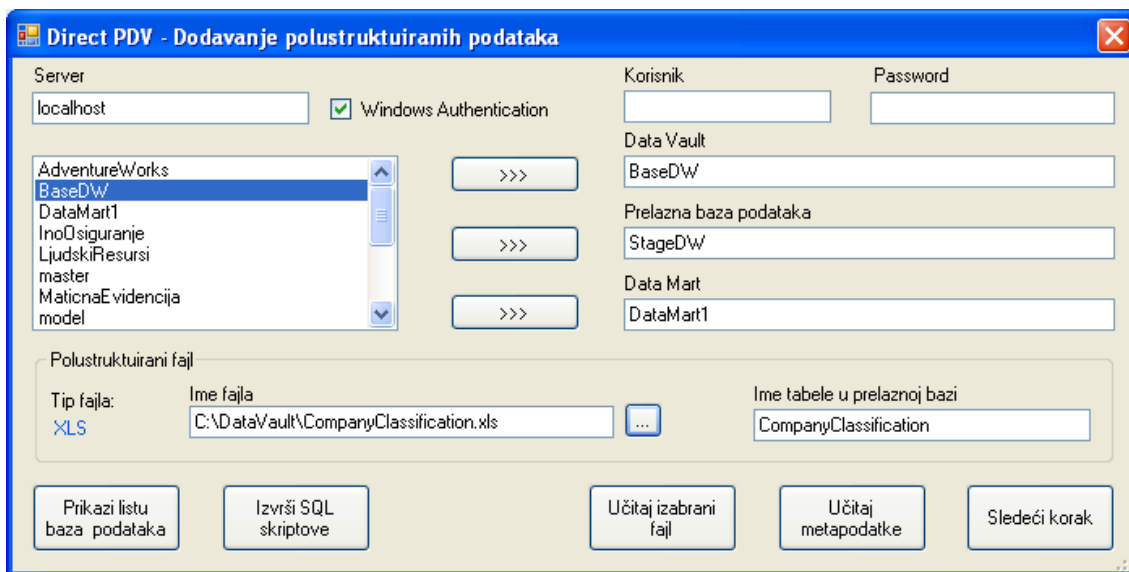 Direct PDV - Dodavanje polustruktuiranih podataka
Server
Korisnik
Password
localhost
Windows Authentication
Data Vault
AdventureWorks
BaseDW
DataMart1
InoOsiguranje
LjudskiResursi
master
MaticnaEvidencija
model
>>>
>>>
>>>
BaseDW
Prelazna baza podataka
StageDW
Data Mart
DataMart1
Polustruktuirani fajl
Tip fajla:
XLS
Ime fajla
C:\DataVault\CompanyClassification.xls
...
Ime tabele u prelaznoj bazi
CompanyClassification
Prikazi listu
baza podataka
Izvrši SQL
skriptove
Učitaj izabrani
fajl
Učitaj
metapodatke
Sledeći korak